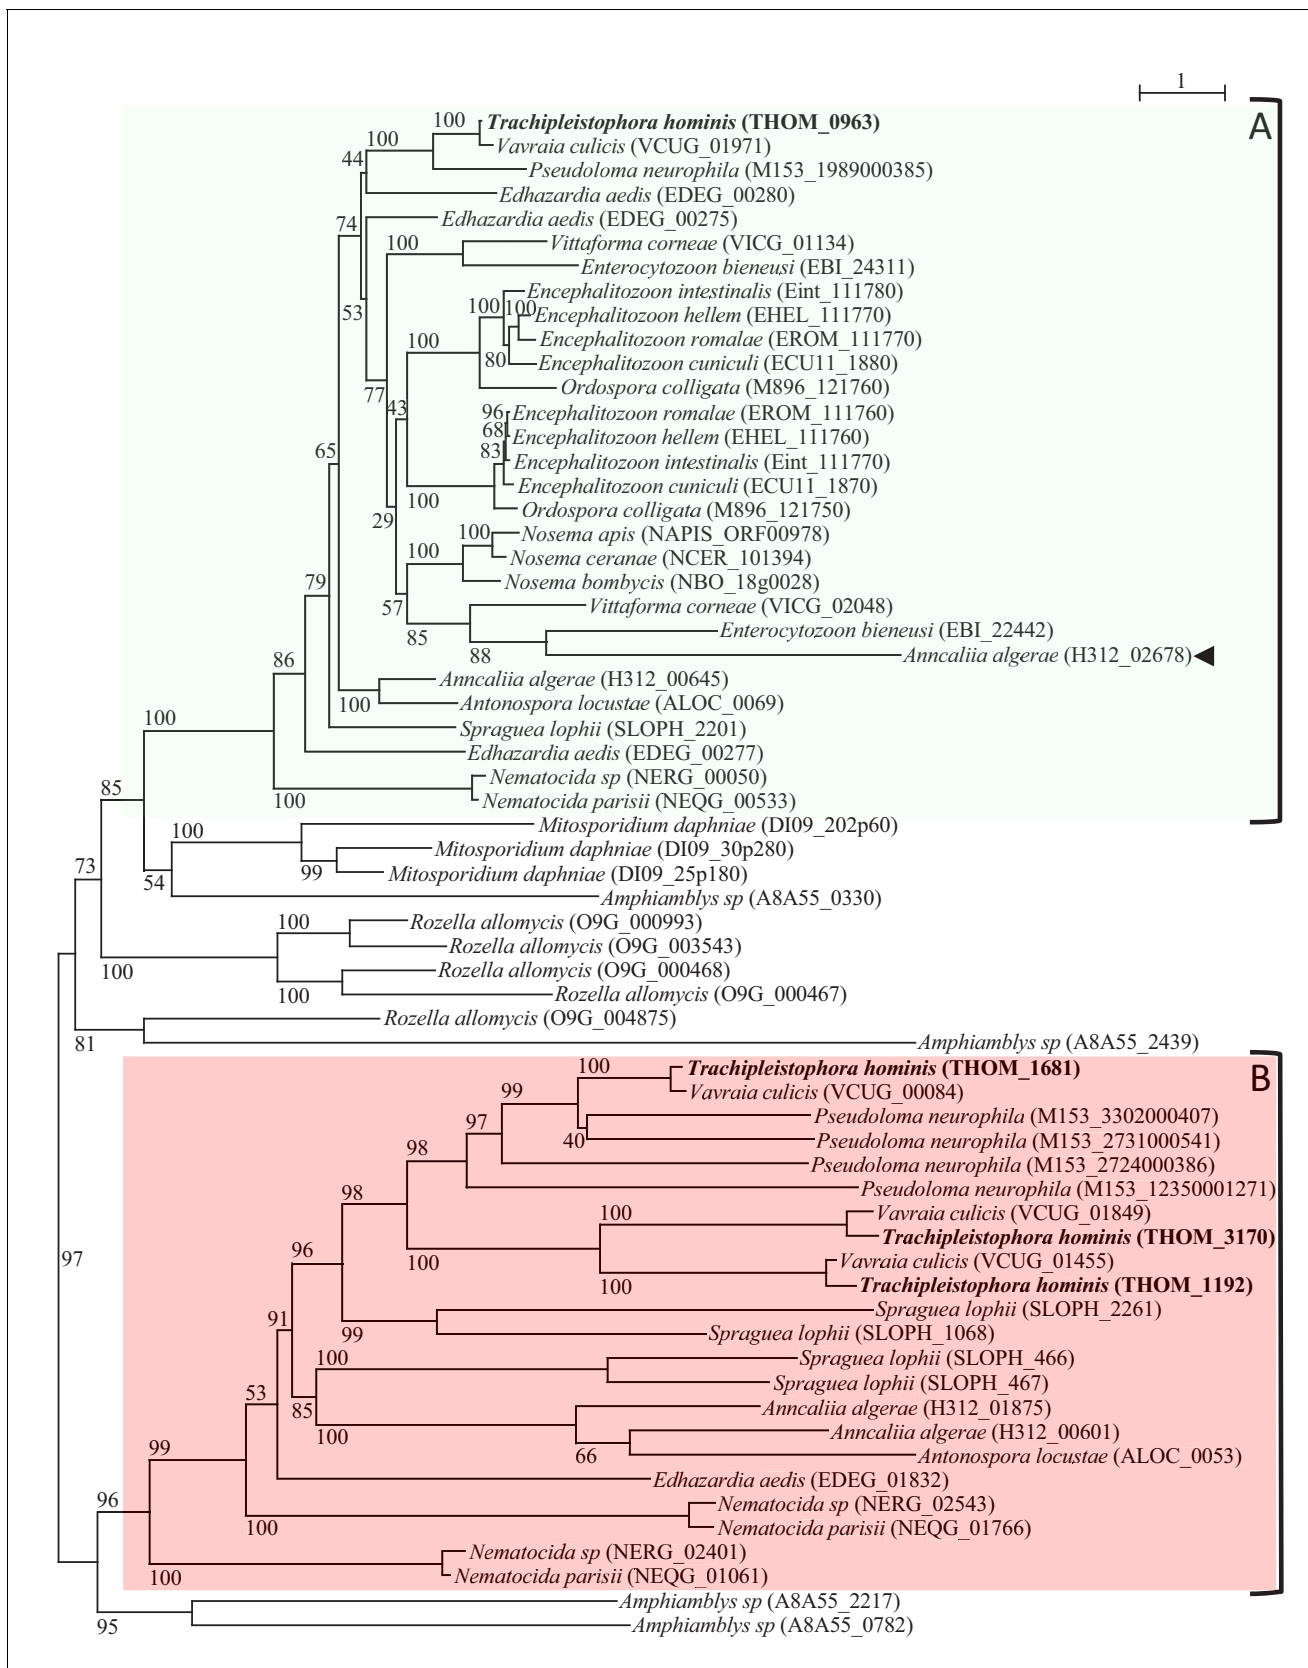 1
A
100
Trachipleistophora hominis (THOM_0963)
100
Vavraia culicis (VCUG_01971)
44
Pseudoloma neurophila (M153_1989000385)
Edhazardia aedis (EDEG_00280)
74
Edhazardia aedis (EDEG_00275)
100
Vittaforma corneae (VICG_01134)
Enterocytozoon bieneusi (EBI_24311)
Encephalitozoon intestinalis (Eint_111780)
53
100
100
Encephalitozoon hellem (EHEL_111770)
100
Encephalitozoon romalae (EROM_111770)
80
Encephalitozoon cuniculi (ECU11_1880)
77
Ordospora colligata (M896_121760)
43
96
Encephalitozoon romalae (EROM_111760)
68
Encephalitozoon hellem (EHEL_111760)
65
83
Encephalitozoon intestinalis (Eint_111770)
Encephalitozoon cuniculi (ECU11_1870)
100
Ordospora colligata (M896_121750)
29
100
Nosema apis (NAPIS_ORF00978)
100
Nosema ceranae (NCER_101394)
79
Nosema bombycis (NBO_18g0028)
57
Vittaforma corneae (VICG_02048)
85
Enterocytozoon bieneusi (EBI_22442)
86
88
Anncaliia algerae (H312_02678)
Anncaliia algerae (H312_00645)
100
Antonospora locustae (ALOC_0069)
100
Spraguea lophii (SLOPH_2201)
Edhazardia aedis (EDEG_00277)
85
Nematocida sp (NERG_00050)
100
Nematocida parisii (NEQG_00533)
100
Mitosporidium daphniae (DI09_202p60)
73
Mitosporidium daphniae (DI09_30p280)
54
99
Mitosporidium daphniae (DI09_25p180)
Amphiamblys sp (A8A55_0330)
100
Rozella allomycis (O9G_000993)
Rozella allomycis (O9G_003543)
100
Rozella allomycis (O9G_000468)
100
Rozella allomycis (O9G_000467)
Rozella allomycis (O9G_004875)
81
Amphiamblys sp (A8A55_2439)
B
100
Trachipleistophora hominis (THOM_1681)
99
Vavraia culicis (VCUG_00084)
97
Pseudoloma neurophila (M153_3302000407)
40
Pseudoloma neurophila (M153_2731000541)
98
Pseudoloma neurophila (M153_2724000386)
98
Pseudoloma neurophila (M153_12350001271)
100
Vavraia culicis (VCUG_01849)
Trachipleistophora hominis (THOM_3170)
97
96
100
Vavraia culicis (VCUG_01455)
100
Trachipleistophora hominis (THOM_1192)
91
Spraguea lophii (SLOPH_2261)
99
Spraguea lophii (SLOPH_1068)
100
Spraguea lophii (SLOPH_466)
53
Spraguea lophii (SLOPH_467)
85
Anncaliia algerae (H312_01875)
100
Anncaliia algerae (H312_00601)
99
66
Antonospora locustae (ALOC_0053)
Edhazardia aedis (EDEG_01832)
96
Nematocida sp (NERG_02543)
100
Nematocida parisii (NEQG_01766)
Nematocida sp (NERG_02401)
100
Nematocida parisii (NEQG_01061)
Amphiamblys sp (A8A55_2217)
95
Amphiamblys sp (A8A55_0782)